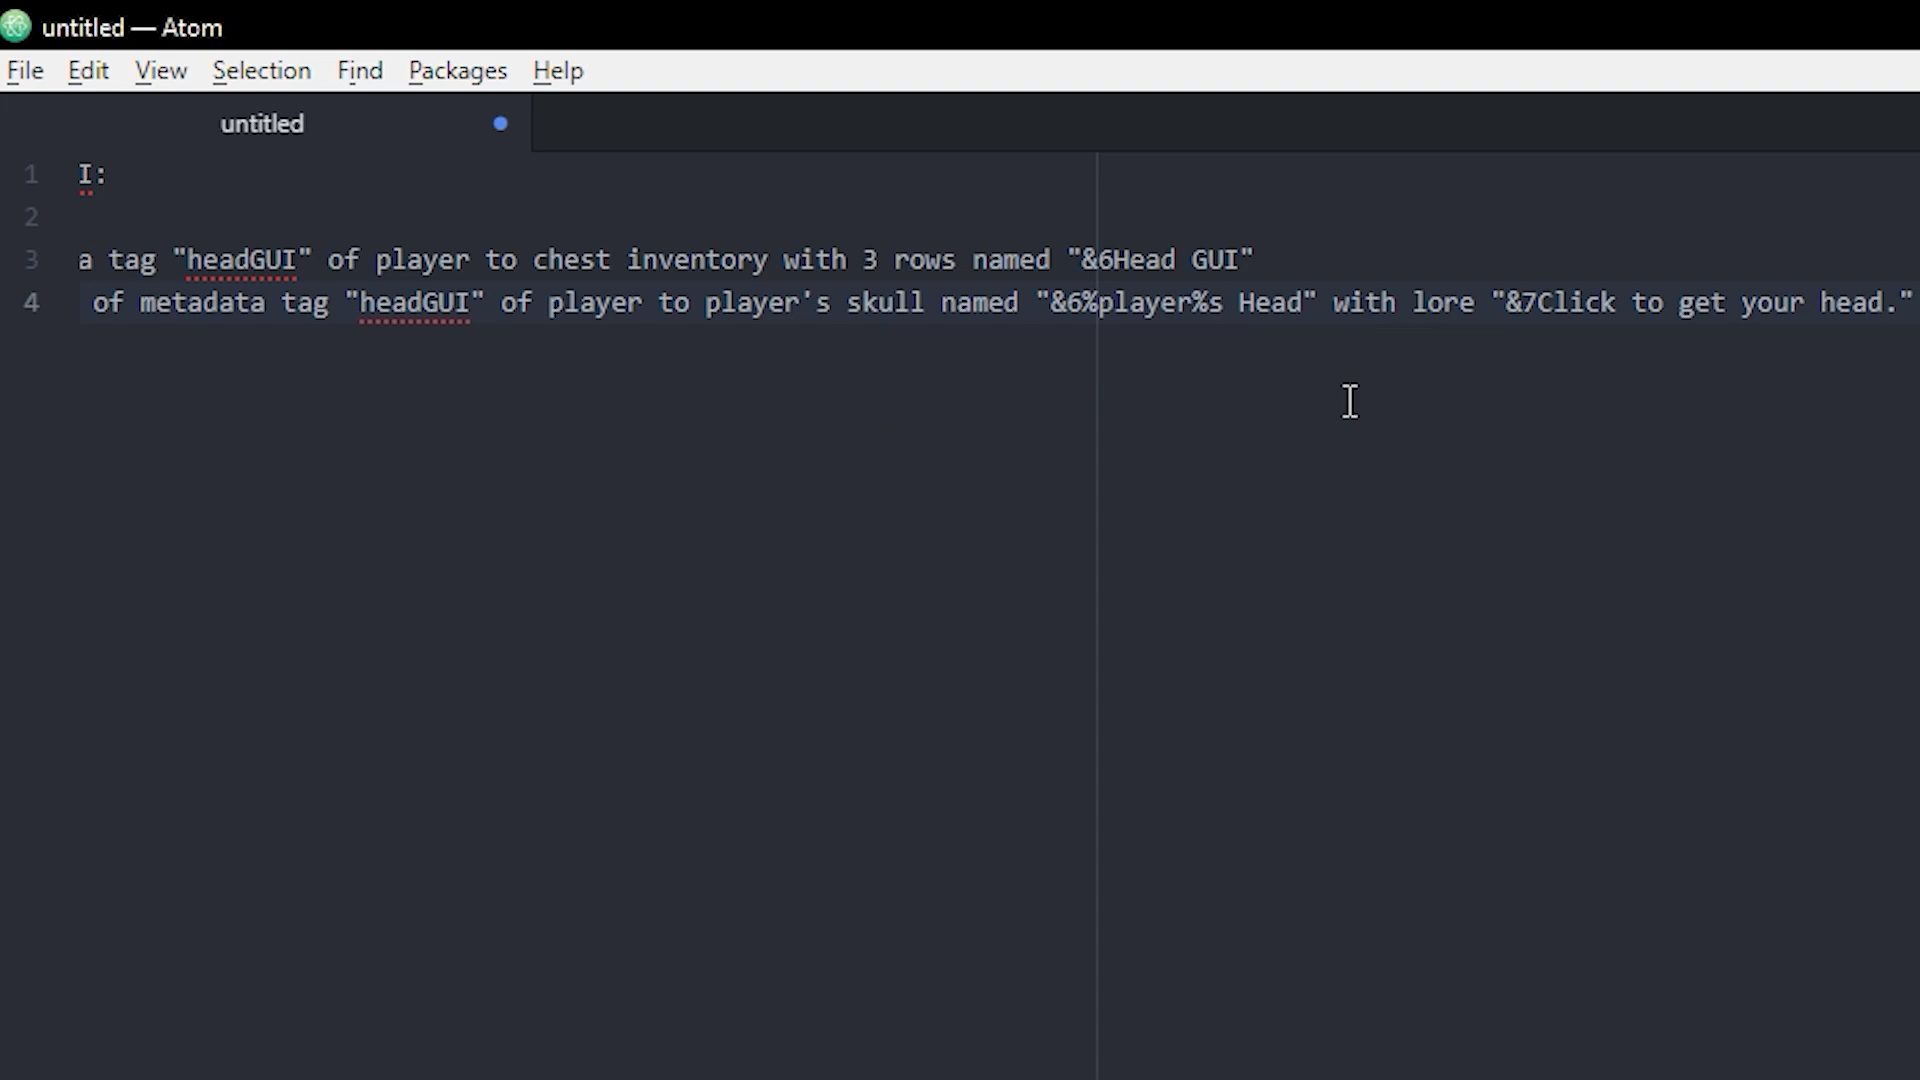 untitled — Atom
File Edit View Selection Find Packages Help
untitled
1 I:
2
3 a tag "headGUI" of player to chest inventory with 3 rows named "&6Head GUI"
4 of metadata tag "headGUI" of player to player's skull named "&6%player%s Head" with lore "&7Click to get your head."